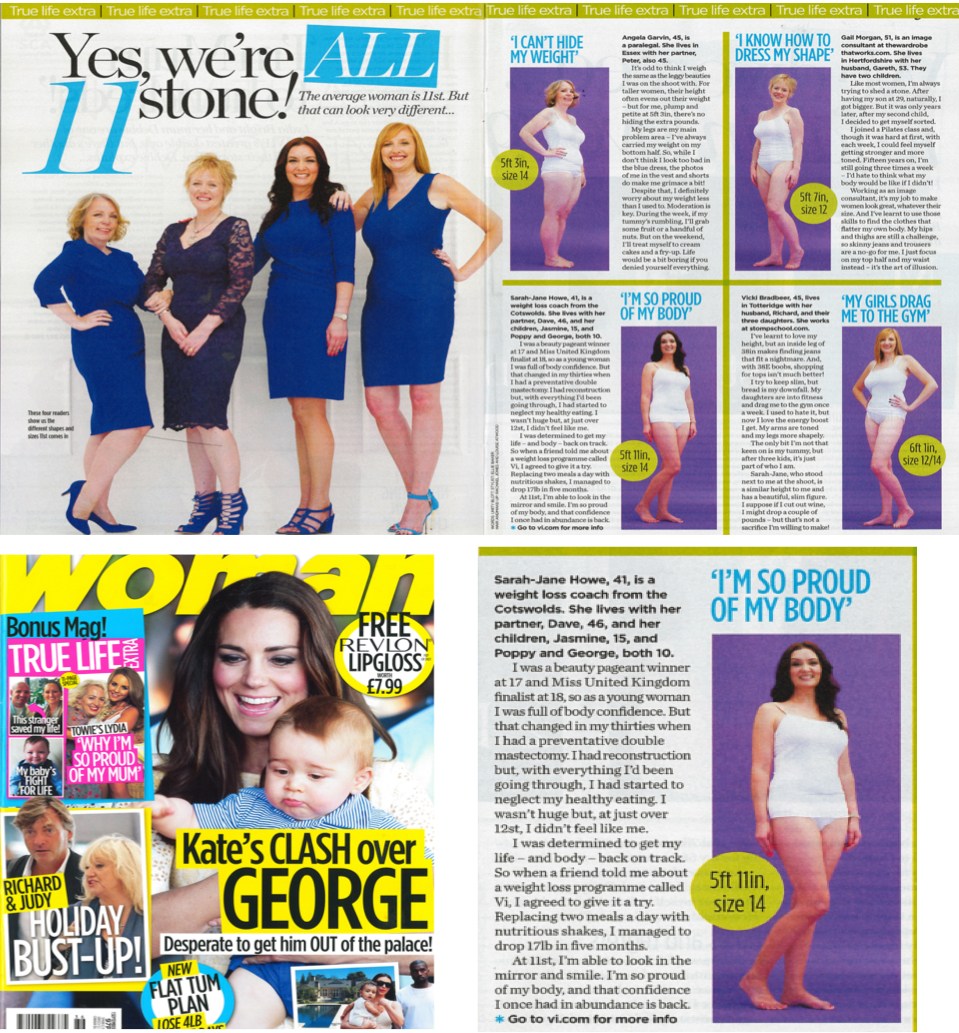 True life extra | True life extra | True life extra | True life extra | True life extra
True life extra | True life extra | True life extra | True life extra | True life extra
Yes, we're ALL
11 stone!
The average woman is 11st. But
that can look very different...
These four readers
show us the
different shapes and
sizes 11st comes in
'I CAN'T HIDE
MY WEIGHT'
5ft 3in,
size 14
Angela Garvin, 45, is
a paralegal. She lives in
Essex with her partner,
Peter, also 45.
It's odd to think I weigh
the same as the leggy beauties
I was on the shoot with. For
taller women, their height
often evens out their weight
– but for me, plump and
petite at 5ft 3in, there's no
hiding the extra pounds.
My legs are my main
problem area – I've always
carried my weight on my
bottom half. So, while I
don't think I look too bad in
the blue dress, the photos
of me in the vest and shorts
do make me grimace a bit!
Despite that, I definitely
worry about my weight less
than I used to. Moderation is
key. During the week, if my
tummy's rumbling, I'll grab
some fruit or a handful of
nuts. But on the weekend,
I'll treat myself to cream
cakes and a fry-up. Life
would be a bit boring if you
denied yourself everything.
'I KNOW HOW TO
DRESS MY SHAPE'
5ft 7in,
size 12
Gail Morgan, 51, is an image
consultant at thewardrobe
thatworks.com. She lives
in Hertfordshire with her
husband, Gareth, 53. They
have two children.
Like most women, I'm always
trying to shed a stone. After
having my son at 29, naturally, I
got bigger. But it was only years
later, after my second child,
I decided to get myself sorted.
I joined a Pilates class and,
though it was hard at first, with
each week, I could feel myself
getting stronger and more
toned. Fifteen years on, I'm
still going three times a week
– I'd hate to think what my
body would be like if I didn't!
Working as an image
consultant, it's my job to make
women look great, whatever their
size. And I've learnt to use those
skills to find the clothes that
flatter my own body. My hips
and thighs are still a challenge,
so skinny jeans and trousers
are a no-go for me. I just focus
on my top half and my waist
instead – it's the art of illusion.
Sarah-Jane Howe, 41, is a
weight loss coach from the
Cotswolds. She lives with her
partner, Dave, 46, and her
children, Jasmine, 15, and
Poppy and George, both 10.
I was a beauty pageant winner
at 17 and Miss United Kingdom
finalist at 18, so as a young woman
I was full of body confidence. But
that changed in my thirties when
I had a preventative double
mastectomy. I had reconstruction
but, with everything I'd been
going through, I had started to
neglect my healthy eating. I
wasn't huge but, at just over
12st, I didn't feel like me.
I was determined to get my
life – and body – back on track.
So when a friend told me about
a weight loss programme called
Vi, I agreed to give it a try.
Replacing two meals a day with
nutritious shakes, I managed to
drop 17lb in five months.
At 11st, I'm able to look in the
mirror and smile. I'm so proud
of my body, and that confidence
I once had in abundance is back.
* Go to vi.com for more info
'I'M SO PROUD
OF MY BODY'
5ft 11in,
size 14
Vicki Bradbeer, 45, lives
in Totteridge with her
husband, Richard, and their
three daughters. She works
at stompschool.com.
I've learnt to love my
height, but an inside leg of
38in makes finding jeans
that fit a nightmare. And,
with 38E boobs, shopping
for tops isn't much better!
I try to keep slim, but
bread is my downfall. My
daughters are into fitness
and drag me to the gym once
a week. I used to hate it, but
now I love the energy boost
I get. My arms are toned
and my legs more shapely.
The only bit I'm not that
keen on is my tummy, but
after three kids, it's just
part of who I am.
Sarah-Jane, who stood
next to me at the shoot, is
a similar height to me and
has a beautiful, slim figure.
I suppose if I cut out wine,
I might drop a couple of
pounds – but that's not a
sacrifice I'm willing to make!
'MY GIRLS DRAG
ME TO THE GYM'
6ft 1in,
size 12/14
woman
Bonus Mag!
TRUE LIFE EXTRA
This stranger
saved my life!
TOWIE'S LYDIA
'WHY I'M
SO PROUD
OF MY MUM'
My baby's
FIGHT
FOR LIFE
FREE
REVLON
LIPGLOSS
WORTH
£7.99
RICHARD
& JUDY
HOLIDAY
BUST-UP!
Kate's CLASH over
GEORGE
Desperate to get him OUT of the palace!
NEW
FLAT TUM
PLAN
LOSE 4LB
Sarah-Jane Howe, 41, is a
weight loss coach from the
Cotswolds. She lives with her
partner, Dave, 46, and her
children, Jasmine, 15, and
Poppy and George, both 10.
I was a beauty pageant winner
at 17 and Miss United Kingdom
finalist at 18, so as a young woman
I was full of body confidence. But
that changed in my thirties when
I had a preventative double
mastectomy. I had reconstruction
but, with everything I'd been
going through, I had started to
neglect my healthy eating. I
wasn't huge but, at just over
12st, I didn't feel like me.
I was determined to get my
life – and body – back on track.
So when a friend told me about
a weight loss programme called
Vi, I agreed to give it a try.
Replacing two meals a day with
nutritious shakes, I managed to
drop 17lb in five months.
At 11st, I'm able to look in the
mirror and smile. I'm so proud
of my body, and that confidence
I once had in abundance is back.
* Go to vi.com for more info
'I'M SO PROUD
OF MY BODY'
5ft 11in,
size 14